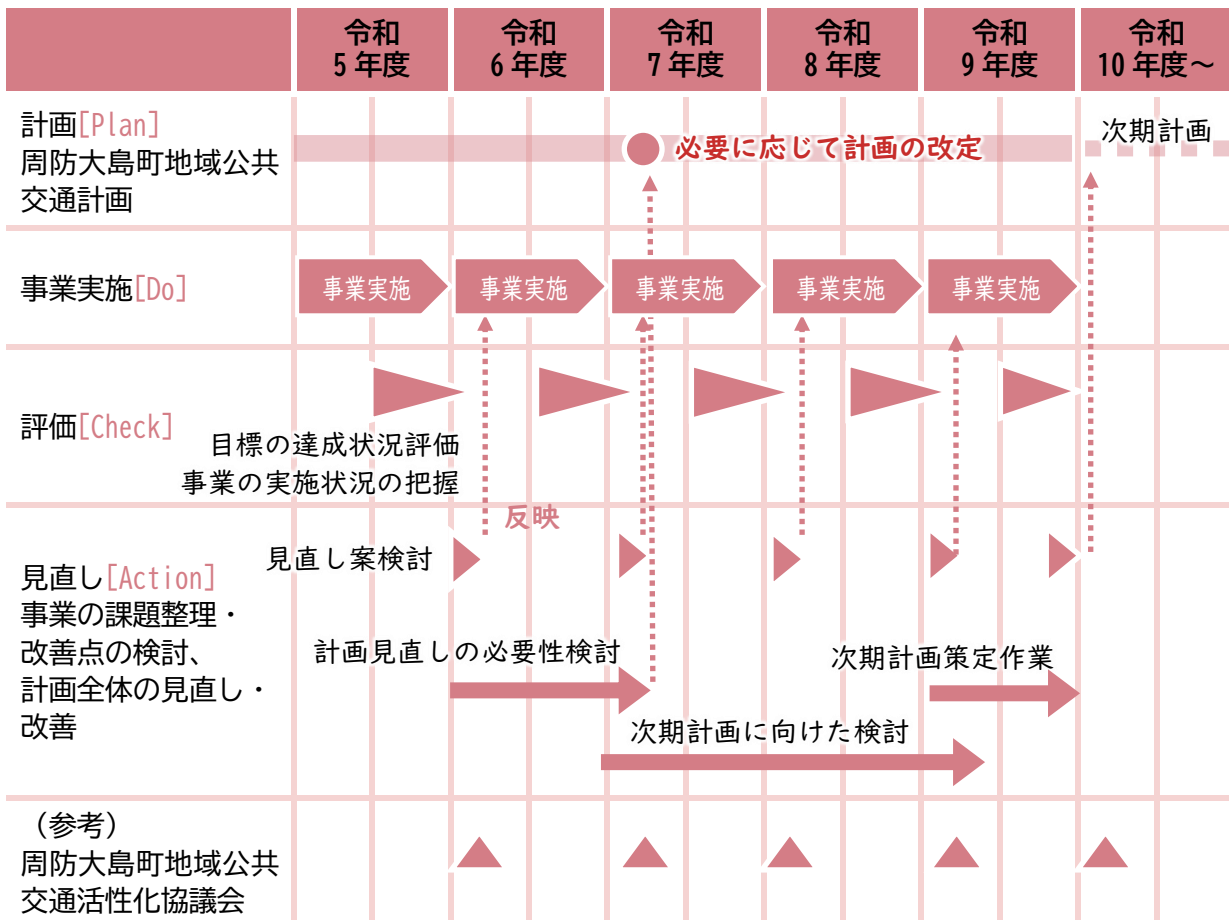 令和
5年度
令和
6年度
令和
7年度
令和
8年度
令和
9年度
令和
10年度～
計画[Plan]
周防大島町地域公共
交通計画
必要に応じて計画の改定
次期計画
事業実施[Do]
事業実施
事業実施
事業実施
事業実施
事業実施
評価[Check]
目標の達成状況評価
事業の実施状況の把握
反映
見直し[Action]
事業の課題整理・
改善点の検討、
計画全体の見直し・
改善
見直し案検討
計画見直しの必要性検討
次期計画策定作業
次期計画に向けた検討
（参考）
周防大島町地域公共
交通活性化協議会